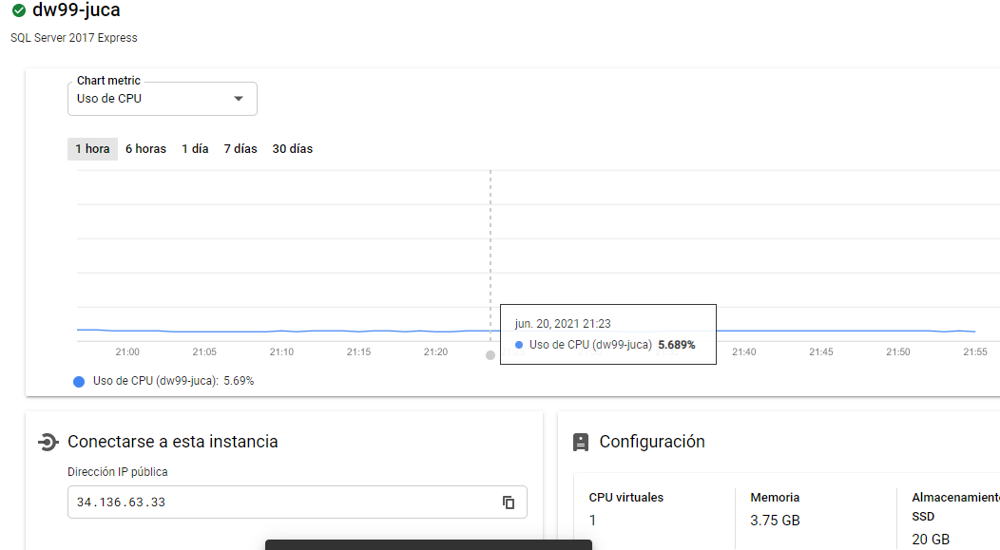 dw99-juca
SQL Server 2017 Express
Chart metric
Uso de CPU
1 hora 6 horas 1 día 7 días 30 días
jun. 20, 2021 21:23
Uso de CPU (dw99-juca) 5.689%
21:00 21:05 21:10 21:15 21:20 21:40 21:45 21:50 21:55
Uso de CPU (dw99-juca): 5.69%
Conectarse a esta instancia
Dirección IP pública
34.136.63.33
Configuración
CPU virtuales
1
Memoria
3.75 GB
Almacenamiento
SSD
20 GB